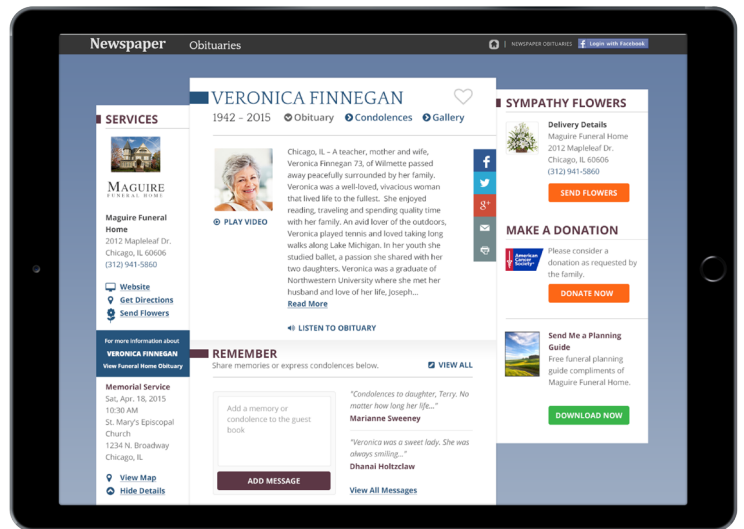 Newspaper Obituaries
NEWSPAPER OBITUARIES
Login with Facebook
SERVICES
MAGUIRE
FUNERAL HOME
Maguire Funeral
Home
2012 Mapleleaf Dr.
Chicago, IL 60606
(312) 941-5860
Website
Get Directions
Send Flowers
For more information about
VERONICA FINNEGAN
View Funeral Home Obituary
Memorial Service
Sat, Apr. 18, 2015
10:30 AM
St. Mary's Episcopal
Church
1234 N. Broadway
Chicago, IL
View Map
Hide Details
VERONICA FINNEGAN
1942 - 2015 Obituary Condolences Gallery
PLAY VIDEO
Chicago, IL – A teacher, mother and wife,
Veronica Finnegan 73, of Wilmette passed
away peacefully surrounded by her family.
Veronica was a well-loved, vivacious woman
that lived life to the fullest. She enjoyed
reading, traveling and spending quality time
with her family. An avid lover of the outdoors,
Veronica played tennis and loved taking long
walks along Lake Michigan. In her youth she
studied ballet, a passion she shared with her
two daughters. Veronica was a graduate of
Northwestern University where she met her
husband and love of her life, Joseph...
Read More
LISTEN TO OBITUARY
f
g+
REMEMBER
Share memories or express condolences below.
VIEW ALL
Add a memory or
condolence to the guest
book
ADD MESSAGE
"Condolences to daughter, Terry. No
matter how long her life..."
Marianne Sweeney
"Veronica was a sweet lady. She was
always smiling..."
Dhanai Holtzclaw
View All Messages
SYMPATHY FLOWERS
Delivery Details
Maguire Funeral Home
2012 Mapleleaf Dr.
Chicago, IL 60606
(312) 941-5860
SEND FLOWERS
MAKE A DONATION
American
Cancer
Society
Please consider a
donation as requested by
the family.
DONATE NOW
Send Me a Planning
Guide
Free funeral planning
guide compliments of
Maguire Funeral Home.
DOWNLOAD NOW